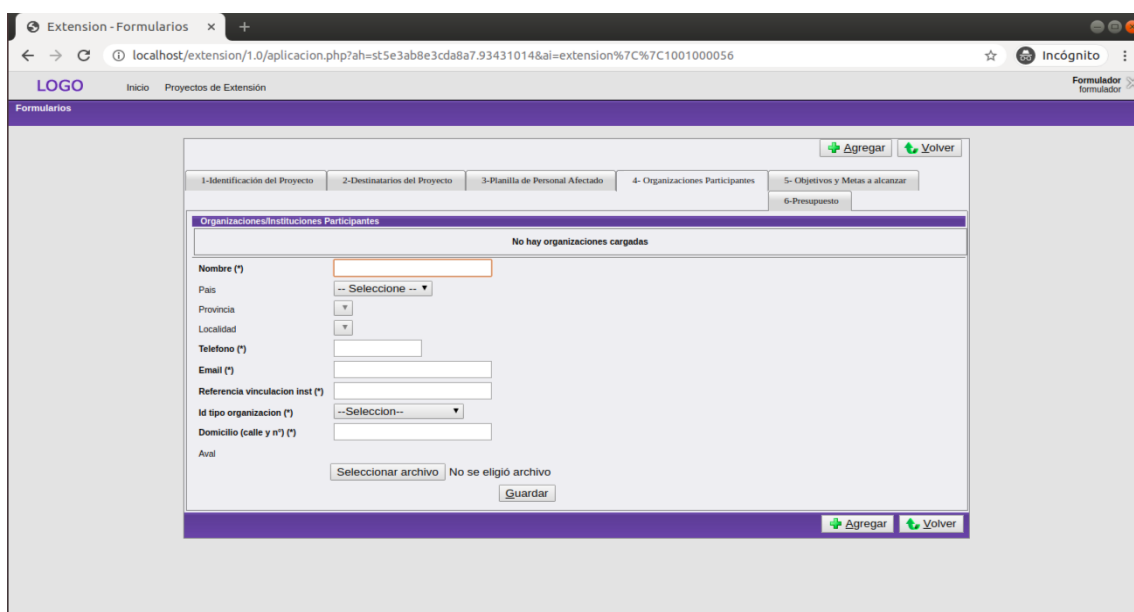 Extension - Formularios
localhost/extension/1.0/aplicacion.php?ah=st5e3ab8e3cda8a7.93431014&ai=extension%7C%7C1001000056
Incógnito
LOGO Inicio Proyectos de Extensión
Formulador
formulador
Formularios
Agregar Volver
1-Identificación del Proyecto 2-Destinatarios del Proyecto 3-Planilla de Personal Afectado 4- Organizaciones Participantes 5- Objetivos y Metas a alcanzar
6-Presupuesto
Organizaciones/Instituciones Participantes
No hay organizaciones cargadas
Nombre (*)
Pais -- Seleccione --
Provincia
Localidad
Telefono (*)
Email (*)
Referencia vinculacion inst (*)
Id tipo organizacion (*) --Seleccion--
Domicilio (calle y n°) (*)
Aval
Seleccionar archivo No se eligió archivo
Guardar
Agregar Volver